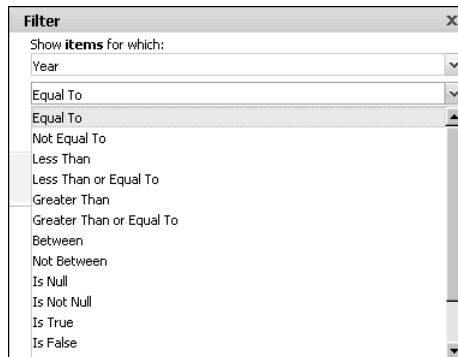 Filter
Show items for which:
Year
Equal To
Equal To
Not Equal To
Less Than
Less Than or Equal To
Greater Than
Greater Than or Equal To
Between
Not Between
Is Null
Is Not Null
Is True
Is False